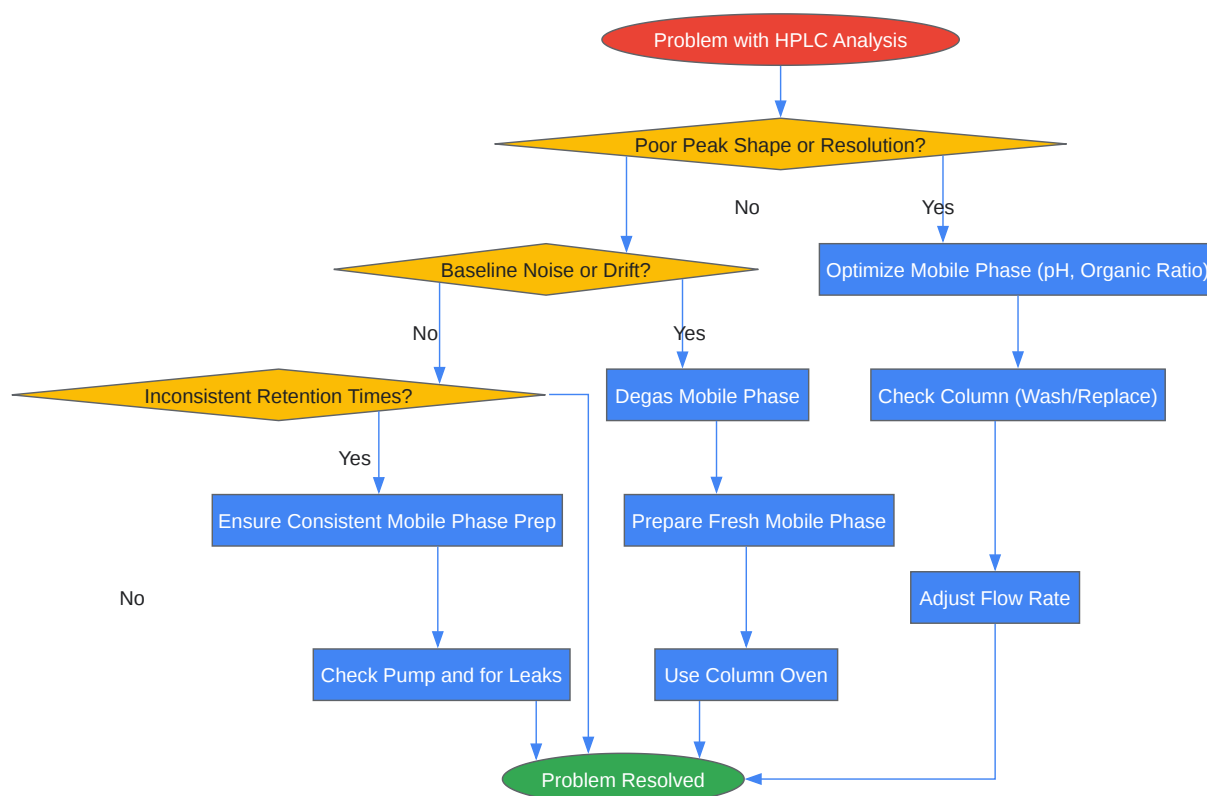 Problem with HPLC Analysis
Poor Peak Shape or Resolution?
No
Yes
Baseline Noise or Drift?
Optimize Mobile Phase (pH, Organic Ratio)
No
Yes
Inconsistent Retention Times?
Degas Mobile Phase
Check Column (Wash/Replace)
Yes
Ensure Consistent Mobile Phase Prep
Prepare Fresh Mobile Phase
No
Adjust Flow Rate
Check Pump and for Leaks
Use Column Oven
Problem Resolved